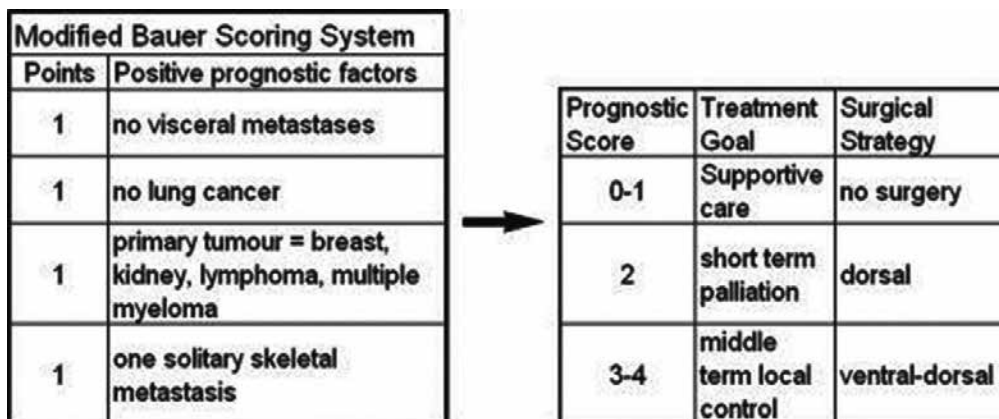 Modified Bauer Scoring System
Points Positive prognostic factors
1 no visceral metastases
1 no lung cancer
1 primary tumour = breast,
kidney, lymphoma, multiple
myeloma
1 one solitary skeletal
metastasis
Prognostic Score Treatment Goal Surgical Strategy
0-1 Supportive care no surgery
2 short term palliation dorsal
3-4 middle term local control ventral-dorsal